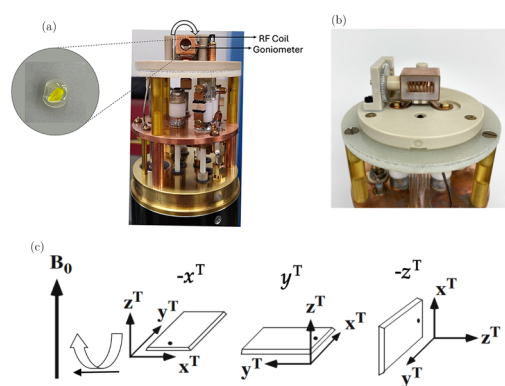 (a)
RF Coil
Goniometer
(b)
(c)
B₀
-xᵀ
yᵀ
-zᵀ
zᵀ
yᵀ
xᵀ
zᵀ
xᵀ
yᵀ
xᵀ
zᵀ
yᵀ